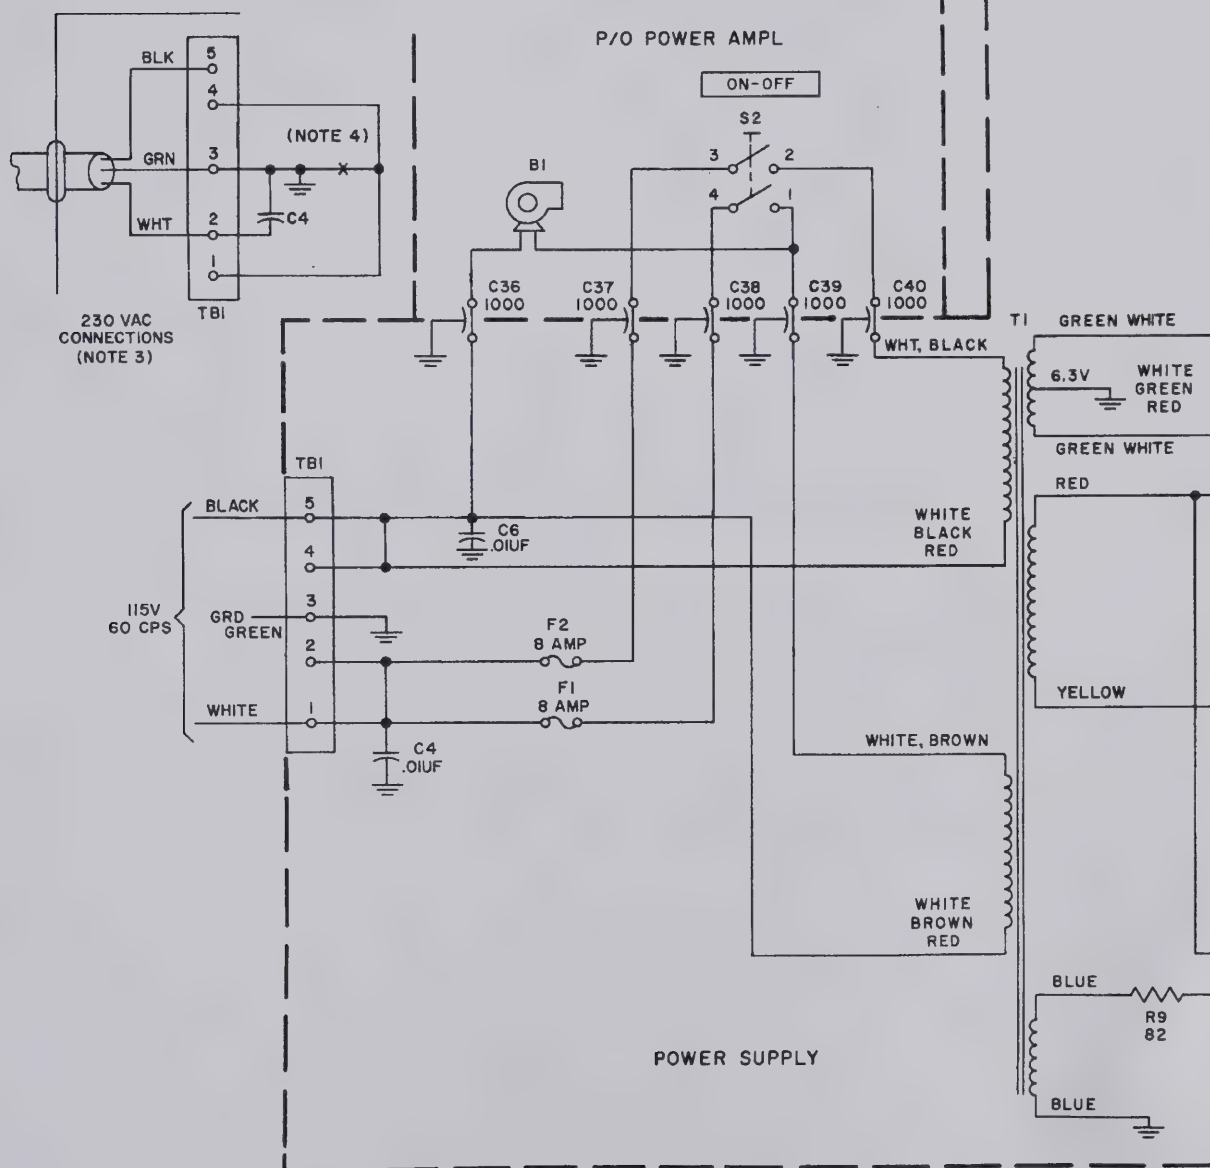 P/O POWER AMPL
ON-OFF
S2
3
2
4
1
B1
BLK
5
4
(NOTE 4)
GRN
3
C4
WHT
2
1
TB1
230 VAC
CONNECTIONS
(NOTE 3)
C36
1000
C37
1000
C38
1000
C39
1000
C40
1000
T1
GREEN WHITE
WHT, BLACK
6.3V
WHITE
GREEN
RED
GREEN WHITE
RED
TB1
BLACK
5
C6
.01UF
WHITE
BLACK
RED
4
115V
60 CPS
GRD
GREEN
3
2
F2
8 AMP
F1
8 AMP
WHITE
1
YELLOW
C4
.01UF
WHITE, BROWN
WHITE
BROWN
RED
BLUE
R9
82
POWER SUPPLY
BLUE